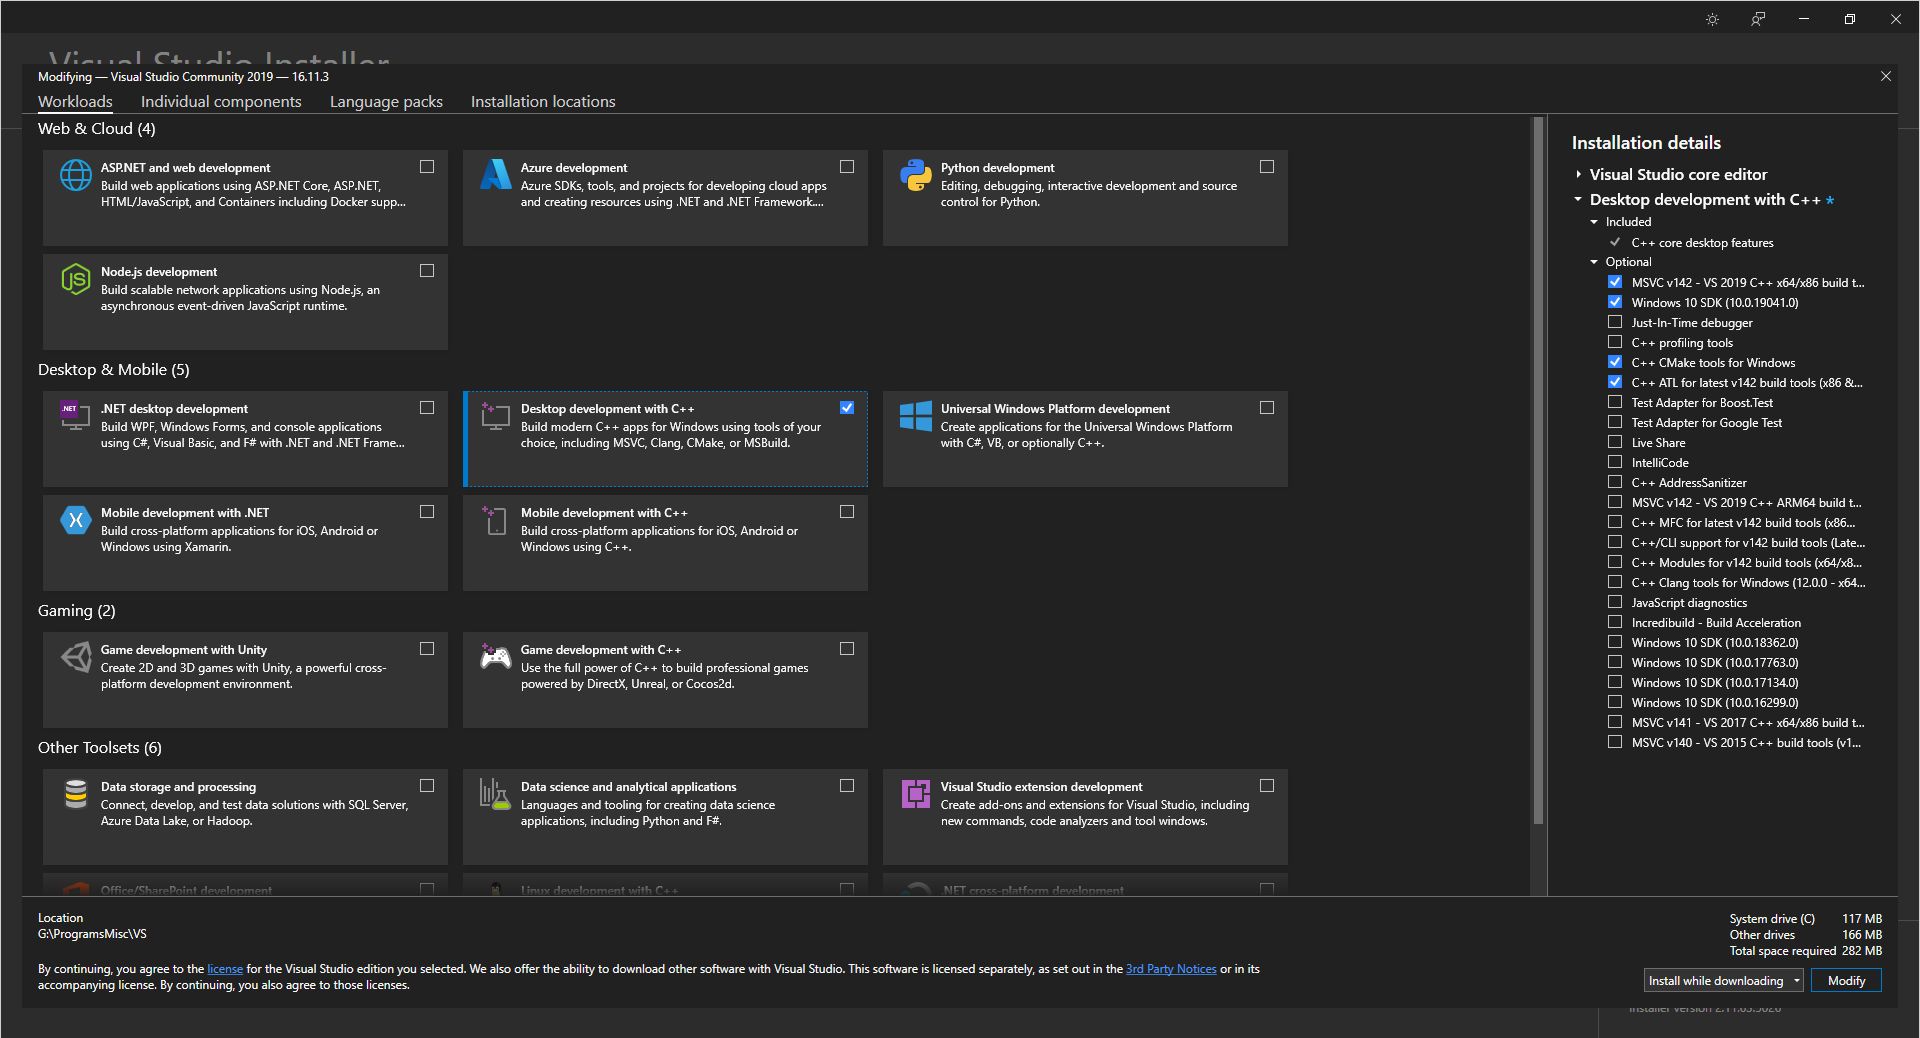 Visual Studio Installer
Modifying — Visual Studio Community 2019 — 16.11.3
Workloads
Individual components
Language packs
Installation locations
Web & Cloud (4)
ASP.NET and web development
Build web applications using ASP.NET Core, ASP.NET,
HTML/JavaScript, and Containers including Docker supp...
Azure development
Azure SDKs, tools, and projects for developing cloud apps
and creating resources using .NET and .NET Framework....
Python development
Editing, debugging, interactive development and source
control for Python.
Node.js development
Build scalable network applications using Node.js, an
asynchronous event-driven JavaScript runtime.
Desktop & Mobile (5)
.NET
.NET desktop development
Build WPF, Windows Forms, and console applications
using C#, Visual Basic, and F# with .NET and .NET Frame...
Desktop development with C++
Build modern C++ apps for Windows using tools of your
choice, including MSVC, Clang, CMake, or MSBuild.
Universal Windows Platform development
Create applications for the Universal Windows Platform
with C#, VB, or optionally C++.
Mobile development with .NET
Build cross-platform applications for iOS, Android or
Windows using Xamarin.
Mobile development with C++
Build cross-platform applications for iOS, Android or
Windows using C++.
Gaming (2)
Game development with Unity
Create 2D and 3D games with Unity, a powerful cross-
platform development environment.
Game development with C++
Use the full power of C++ to build professional games
powered by DirectX, Unreal, or Cocos2d.
Other Toolsets (6)
Data storage and processing
Connect, develop, and test data solutions with SQL Server,
Azure Data Lake, or Hadoop.
Data science and analytical applications
Languages and tooling for creating data science
applications, including Python and F#.
Visual Studio extension development
Create add-ons and extensions for Visual Studio, including
new commands, code analyzers and tool windows.
Office/SharePoint development
Linux development with C++
.NET cross-platform development
Installation details
Visual Studio core editor
Desktop development with C++ *
Included
C++ core desktop features
Optional
MSVC v142 - VS 2019 C++ x64/x86 build t...
Windows 10 SDK (10.0.19041.0)
Just-In-Time debugger
C++ profiling tools
C++ CMake tools for Windows
C++ ATL for latest v142 build tools (x86 &...
Test Adapter for Boost.Test
Test Adapter for Google Test
Live Share
IntelliCode
C++ AddressSanitizer
MSVC v142 - VS 2019 C++ ARM64 build t...
C++ MFC for latest v142 build tools (x86...
C++/CLI support for v142 build tools (Late...
C++ Modules for v142 build tools (x64/x8...
C++ Clang tools for Windows (12.0.0 - x64...
JavaScript diagnostics
Incredibuild - Build Acceleration
Windows 10 SDK (10.0.18362.0)
Windows 10 SDK (10.0.17763.0)
Windows 10 SDK (10.0.17134.0)
Windows 10 SDK (10.0.16299.0)
MSVC v141 - VS 2017 C++ x64/x86 build t...
MSVC v140 - VS 2015 C++ build tools (v1...
Location
G:\ProgramsMisc\VS
By continuing, you agree to the license for the Visual Studio edition you selected. We also offer the ability to download other software with Visual Studio. This software is licensed separately, as set out in the 3rd Party Notices or in its
accompanying license. By continuing, you also agree to those licenses.
System drive (C) 117 MB
Other drives 166 MB
Total space required 282 MB
Install while downloading
Modify
Installer version